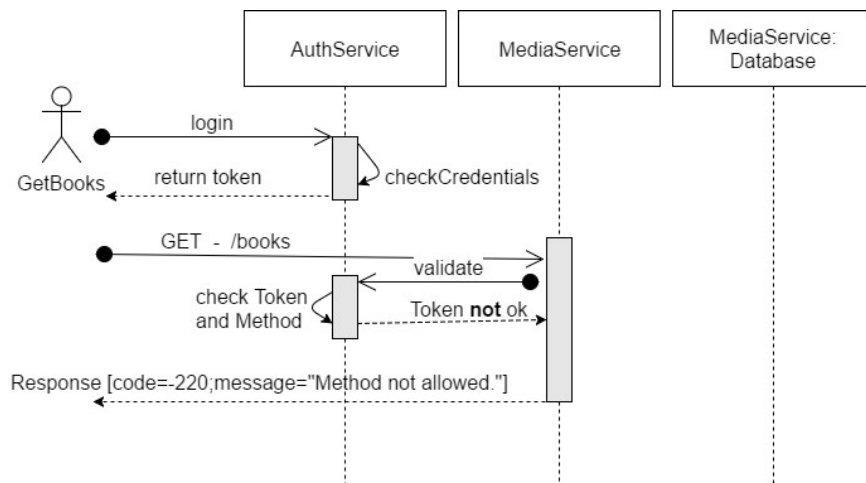 AuthService
MediaService
MediaService:
Database
login
checkCredentials
return token
GetBooks
GET - /books
validate
check Token
and Method
Token not ok
Response [code=-220;message="Method not allowed."]